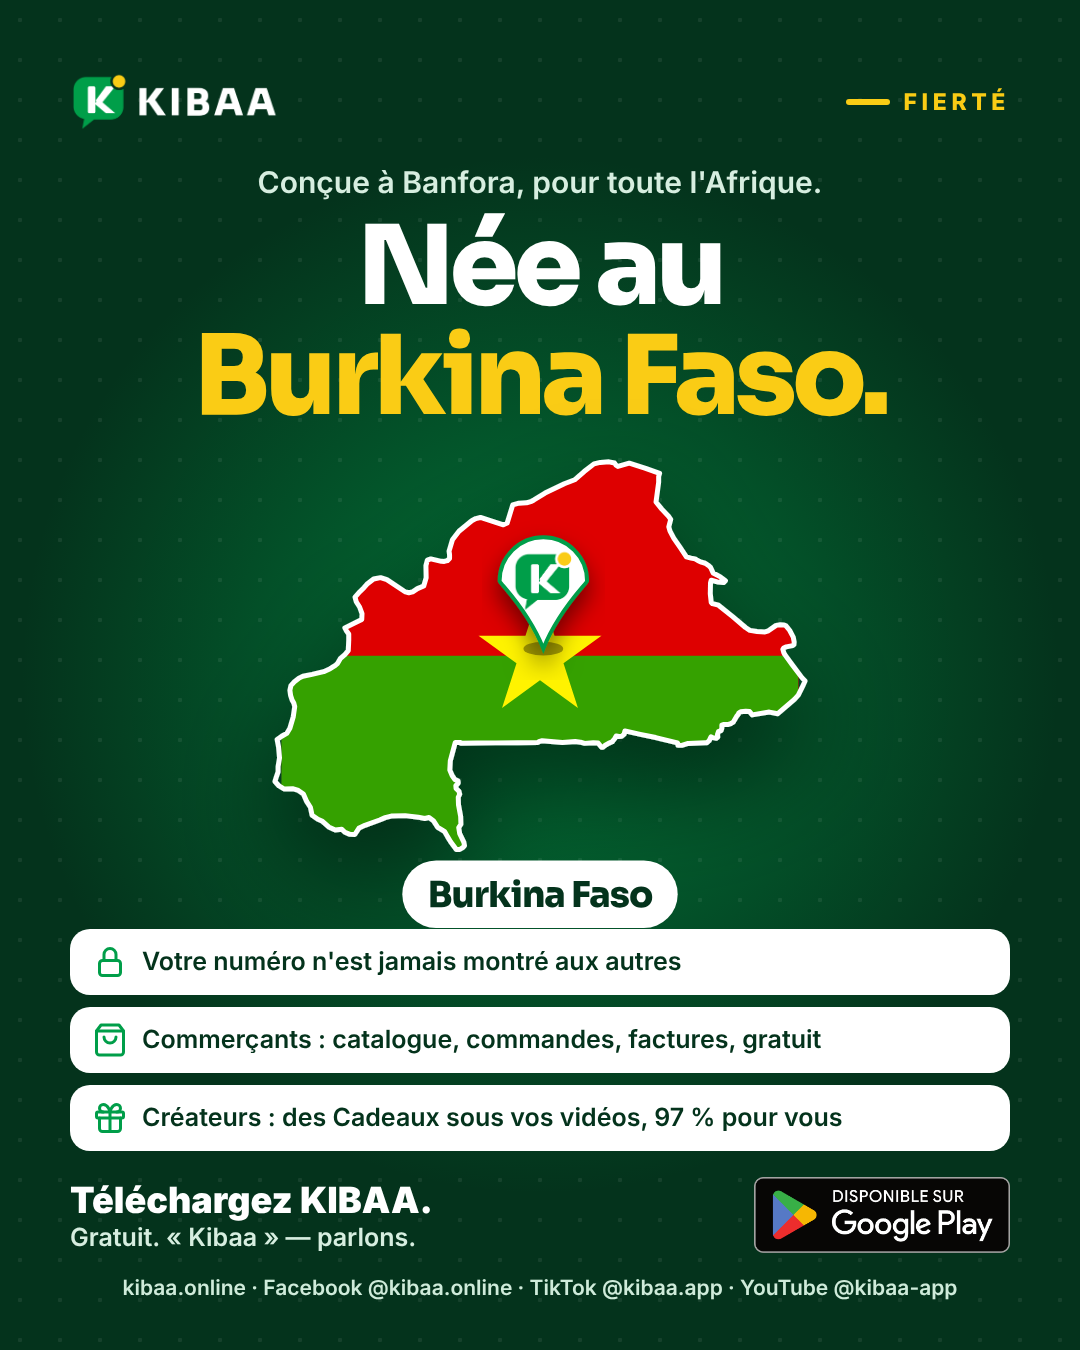 KIBAA
FIERTÉ
Conçue à Banfora, pour toute l'Afrique.
Née au
Burkina Faso.
K
Burkina Faso
Votre numéro n'est jamais montré aux autres
Commerçants : catalogue, commandes, factures, gratuit
Créateurs : des Cadeaux sous vos vidéos, 97 % pour vous
Téléchargez KIBAA.
Gratuit. « Kibaa » — parlons.
DISPONIBLE SUR
Google Play
kibaa.online · Facebook @kibaa.online · TikTok @kibaa.app · YouTube @kibaa-app